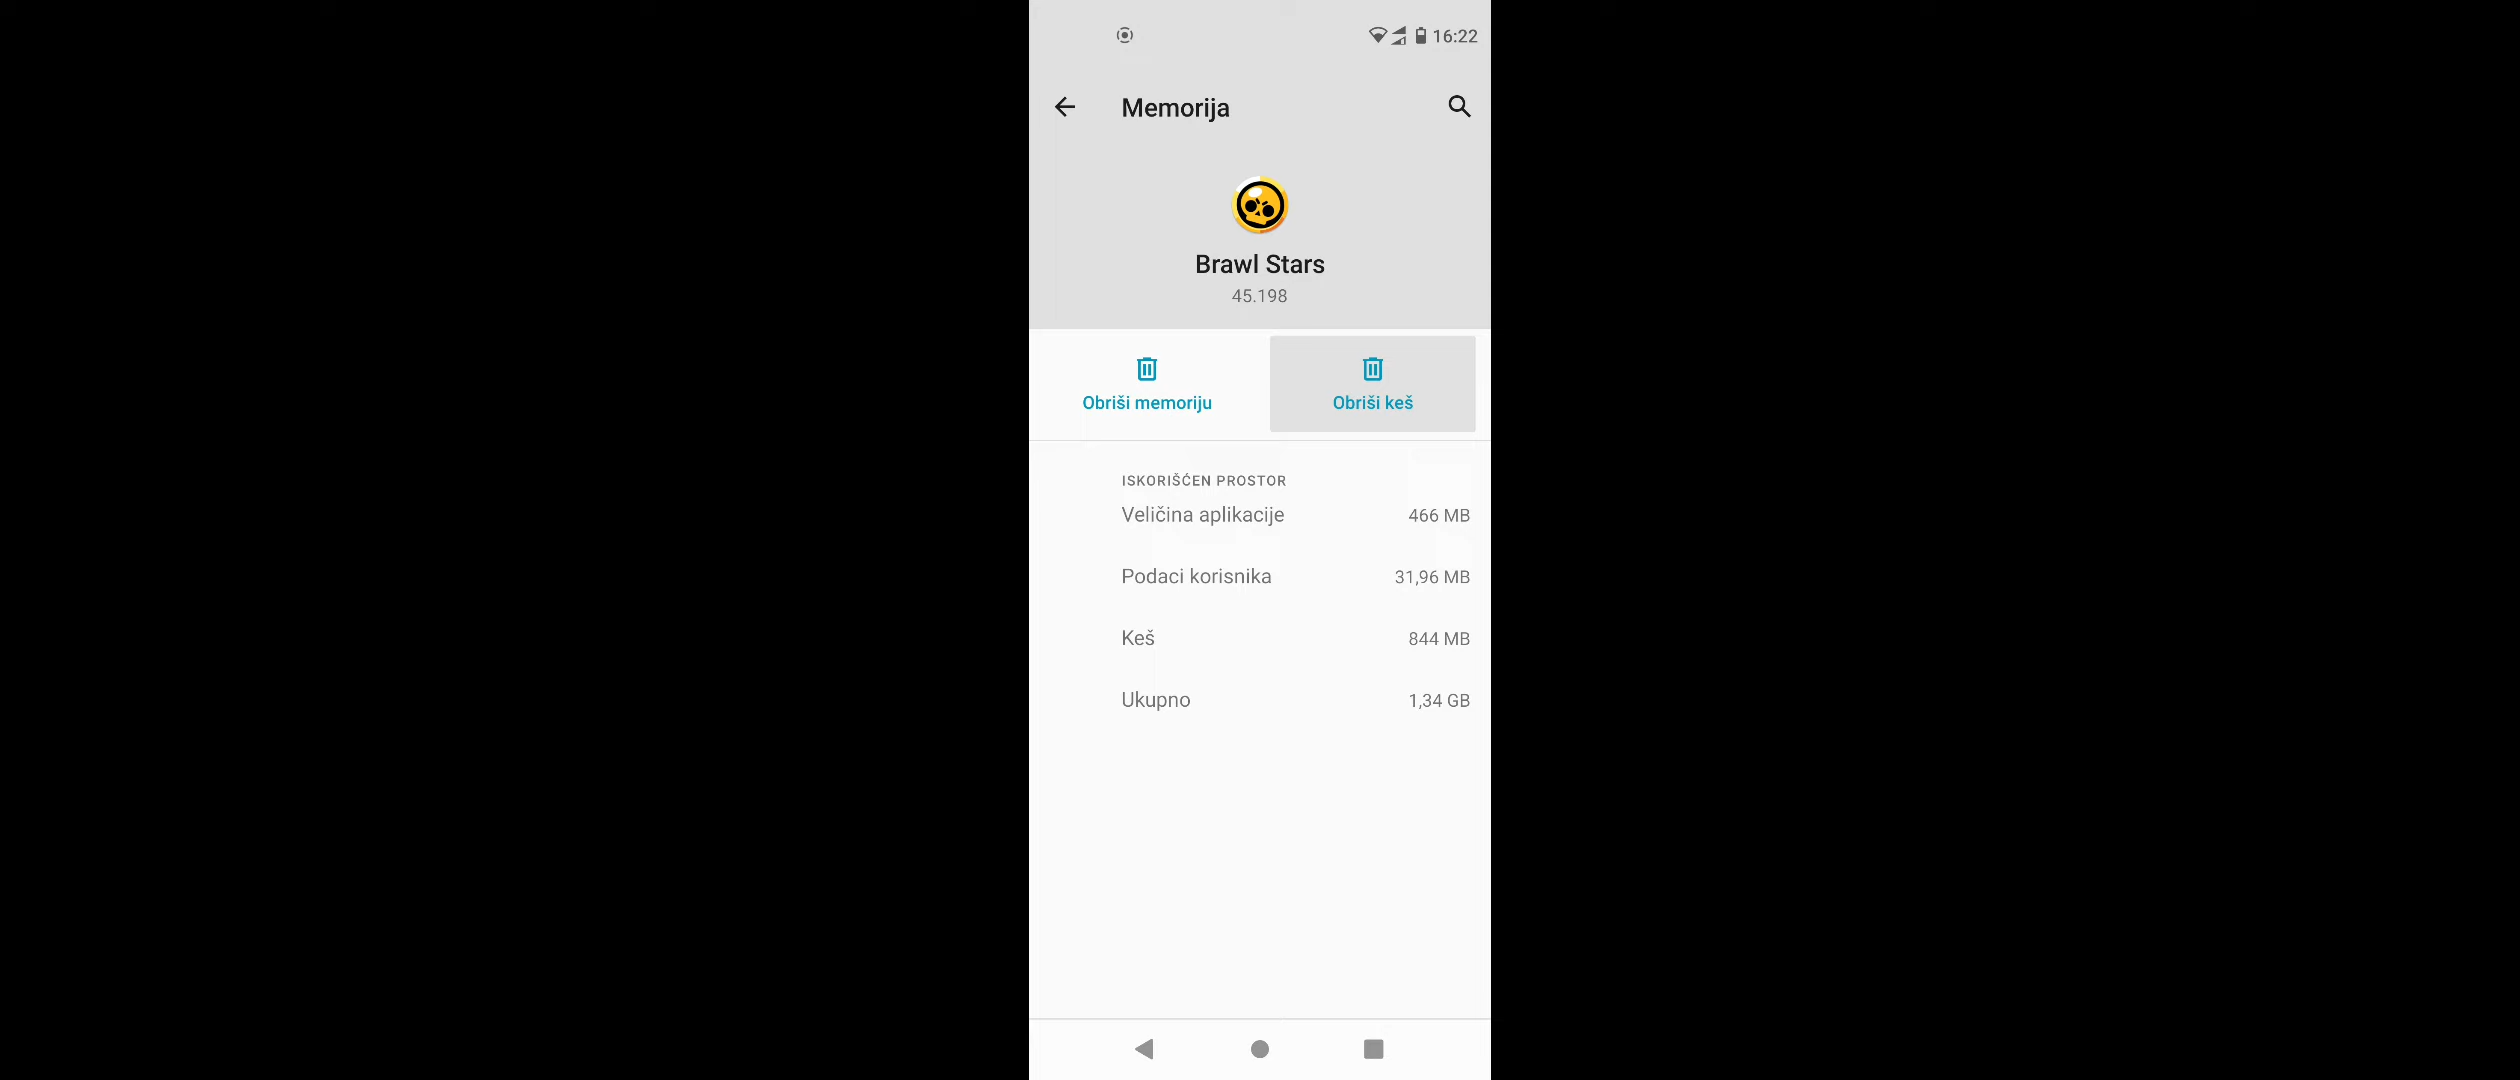 16:22
Memorija
Brawl Stars
45.198
Obriši memoriju
Obriši keš
ISKORIŠĆEN PROSTOR
Veličina aplikacije 466 MB
Podaci korisnika 31,96 MB
Keš 844 MB
Ukupno 1,34 GB